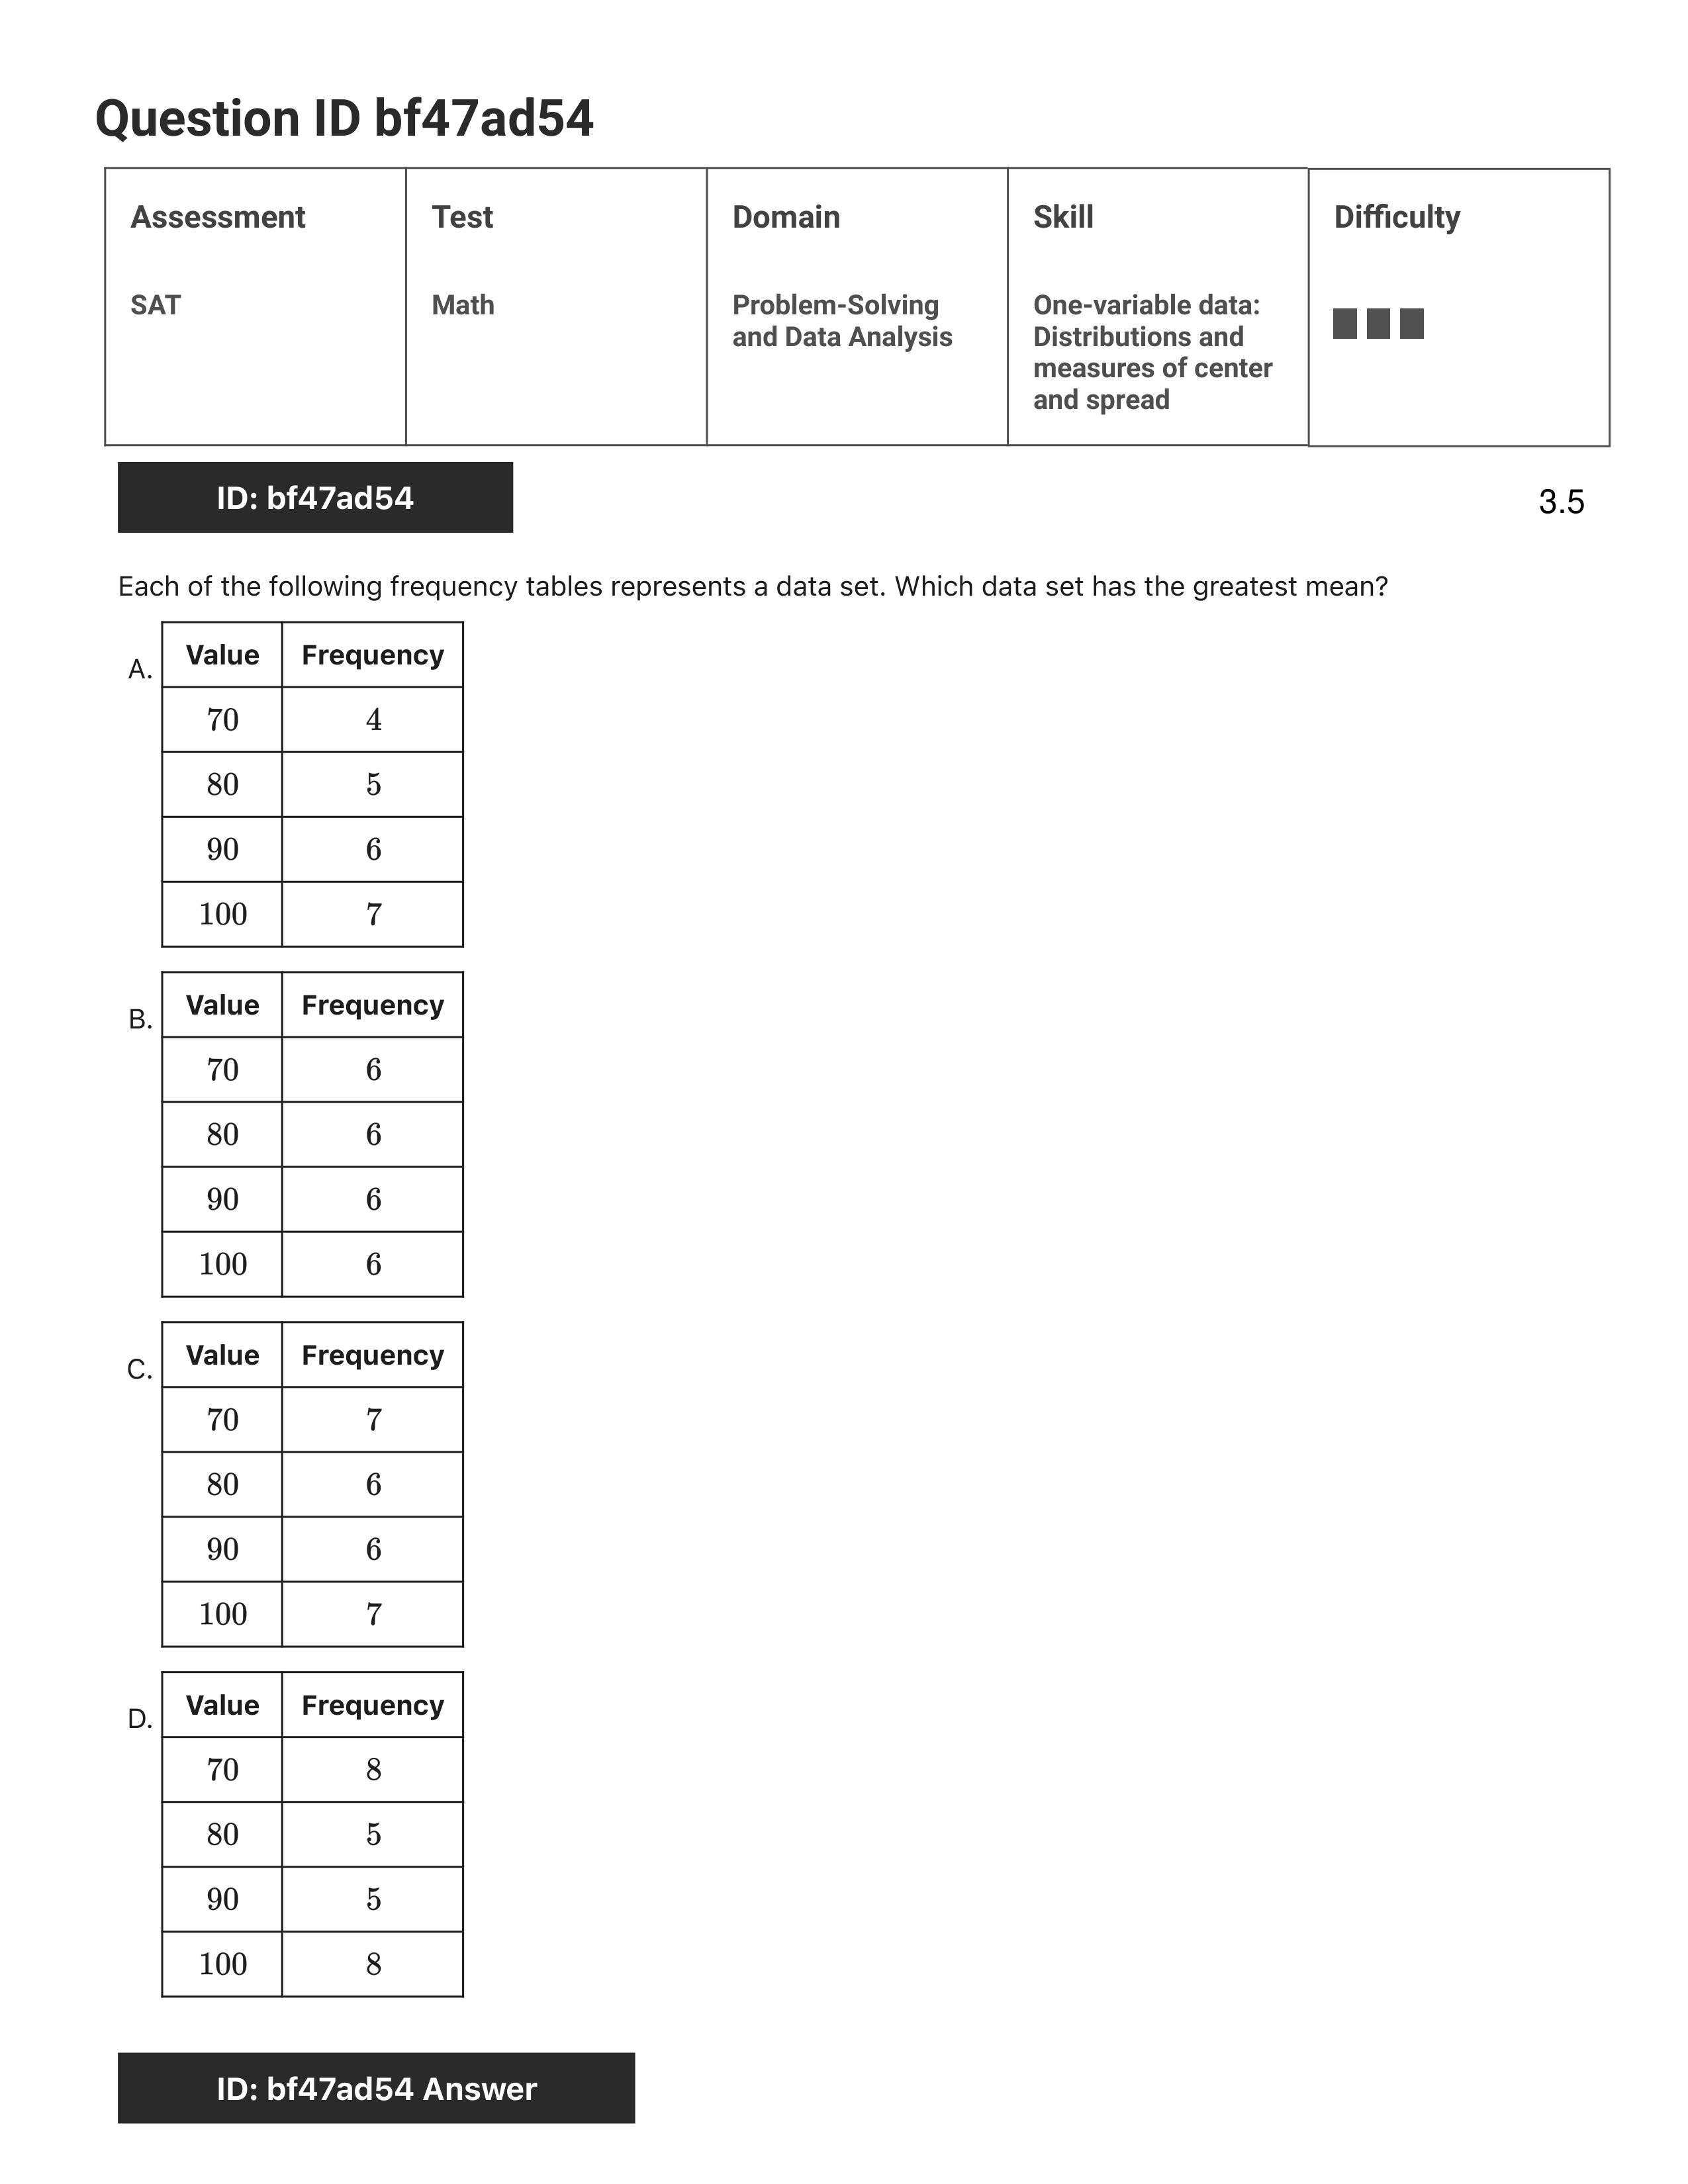 Question ID bf47ad54
Assessment Test Domain Skill Difficulty
SAT Math Problem-Solving and Data Analysis One-variable data: Distributions and measures of center and spread
ID: bf47ad54
3.5
Each of the following frequency tables represents a data set. Which data set has the greatest mean?
A.
Value Frequency
70 4
80 5
90 6
100 7
B.
Value Frequency
70 6
80 6
90 6
100 6
C.
Value Frequency
70 7
80 6
90 6
100 7
D.
Value Frequency
70 8
80 5
90 5
100 8
ID: bf47ad54 Answer